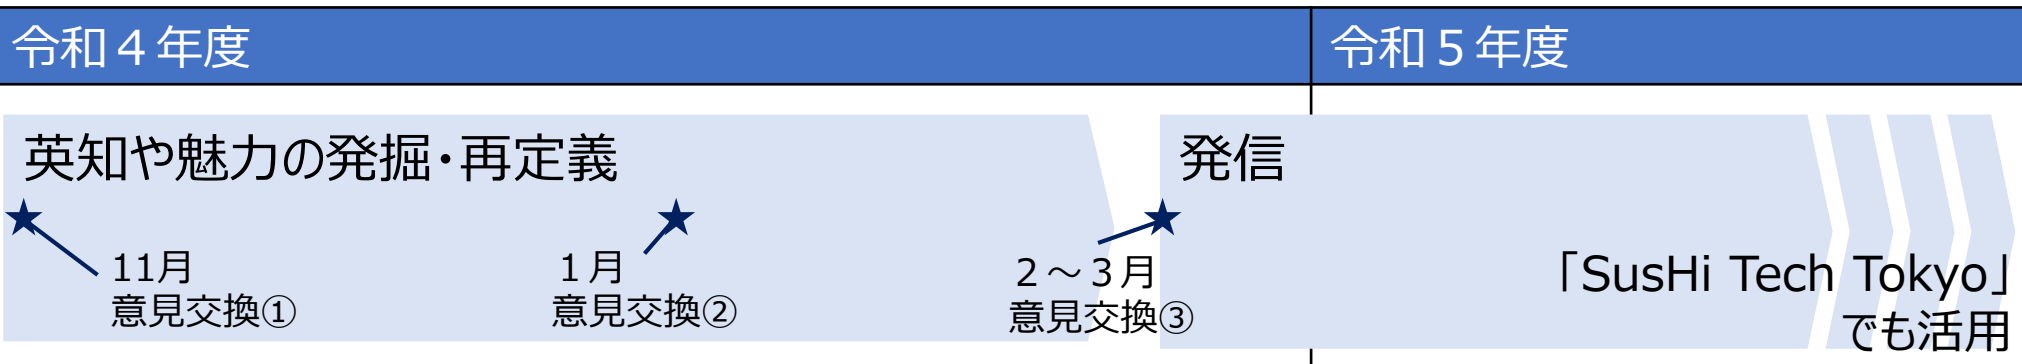 令和４年度
令和５年度
英知や魅力の発掘・再定義
発信
11月
意見交換①
１月
意見交換②
２～３月
意見交換③
「SusHi Tech Tokyo」
でも活用